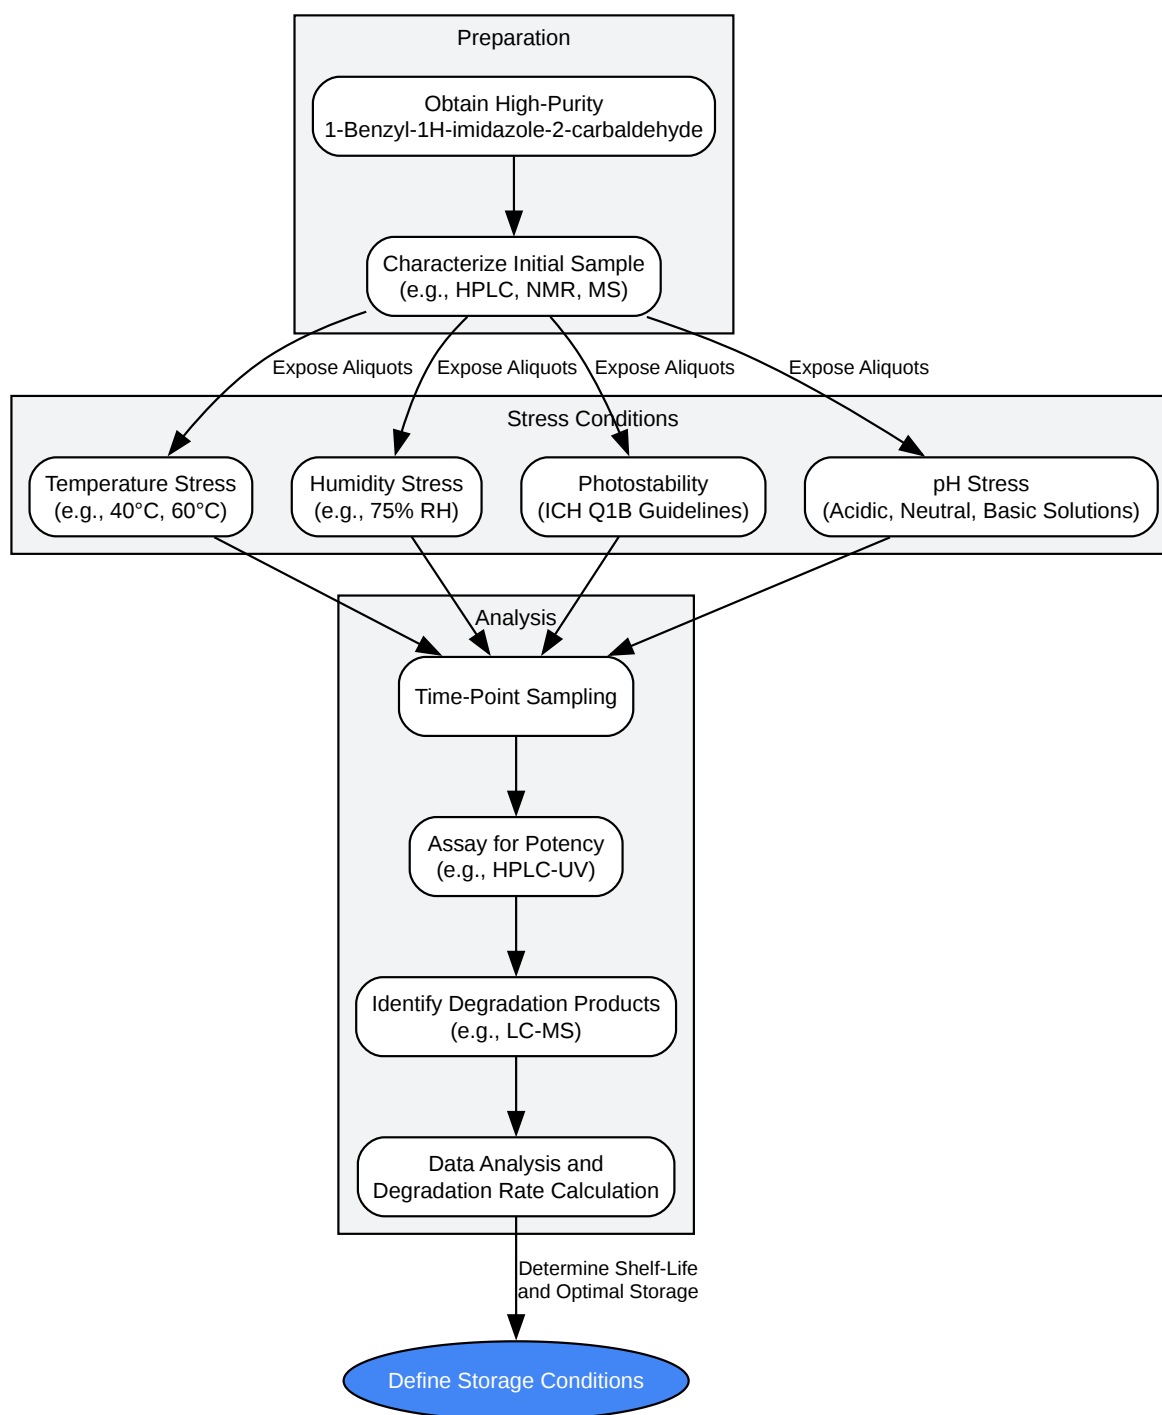 Preparation
Obtain High-Purity
1-Benzyl-1H-imidazole-2-carbaldehyde
Characterize Initial Sample
(e.g., HPLC, NMR, MS)
Expose Aliquots
Expose Aliquots
Expose Aliquots
Expose Aliquots
Stress Conditions
Temperature Stress
(e.g., 40°C, 60°C)
Humidity Stress
(e.g., 75% RH)
Photostability
(ICH Q1B Guidelines)
pH Stress
(Acidic, Neutral, Basic Solutions)
Analysis
Time-Point Sampling
Assay for Potency
(e.g., HPLC-UV)
Identify Degradation Products
(e.g., LC-MS)
Data Analysis and
Degradation Rate Calculation
Determine Shelf-Life
and Optimal Storage
Define Storage Conditions